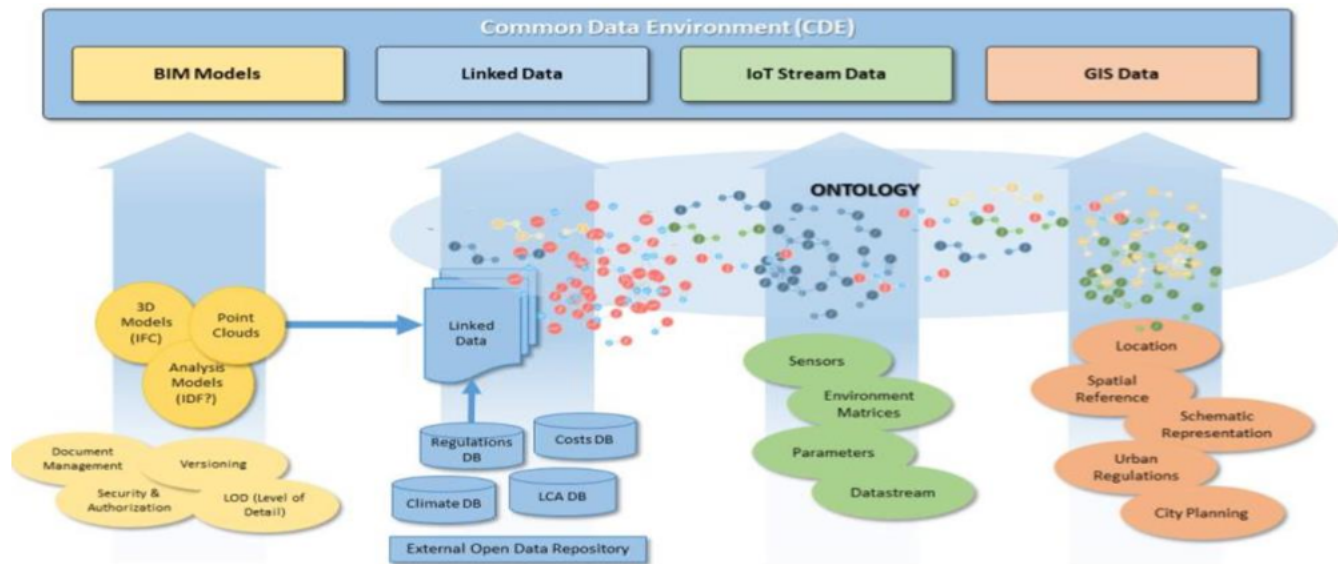 Common Data Environment (CDE)
BIM Models
Linked Data
IoT Stream Data
GIS Data
ONTOLOGY
3D
Models
(IFC)
Point
Clouds
Analysis
Models
(IDF?)
Document
Management
Versioning
Security &
Authorization
LOD (Level of
Detail)
Linked
Data
Regulations
DB
Costs DB
Climate DB
LCA DB
External Open Data Repository
Sensors
Environment
Matrices
Parameters
Datastream
Location
Spatial
Reference
Schematic
Representation
Urban
Regulations
City Planning